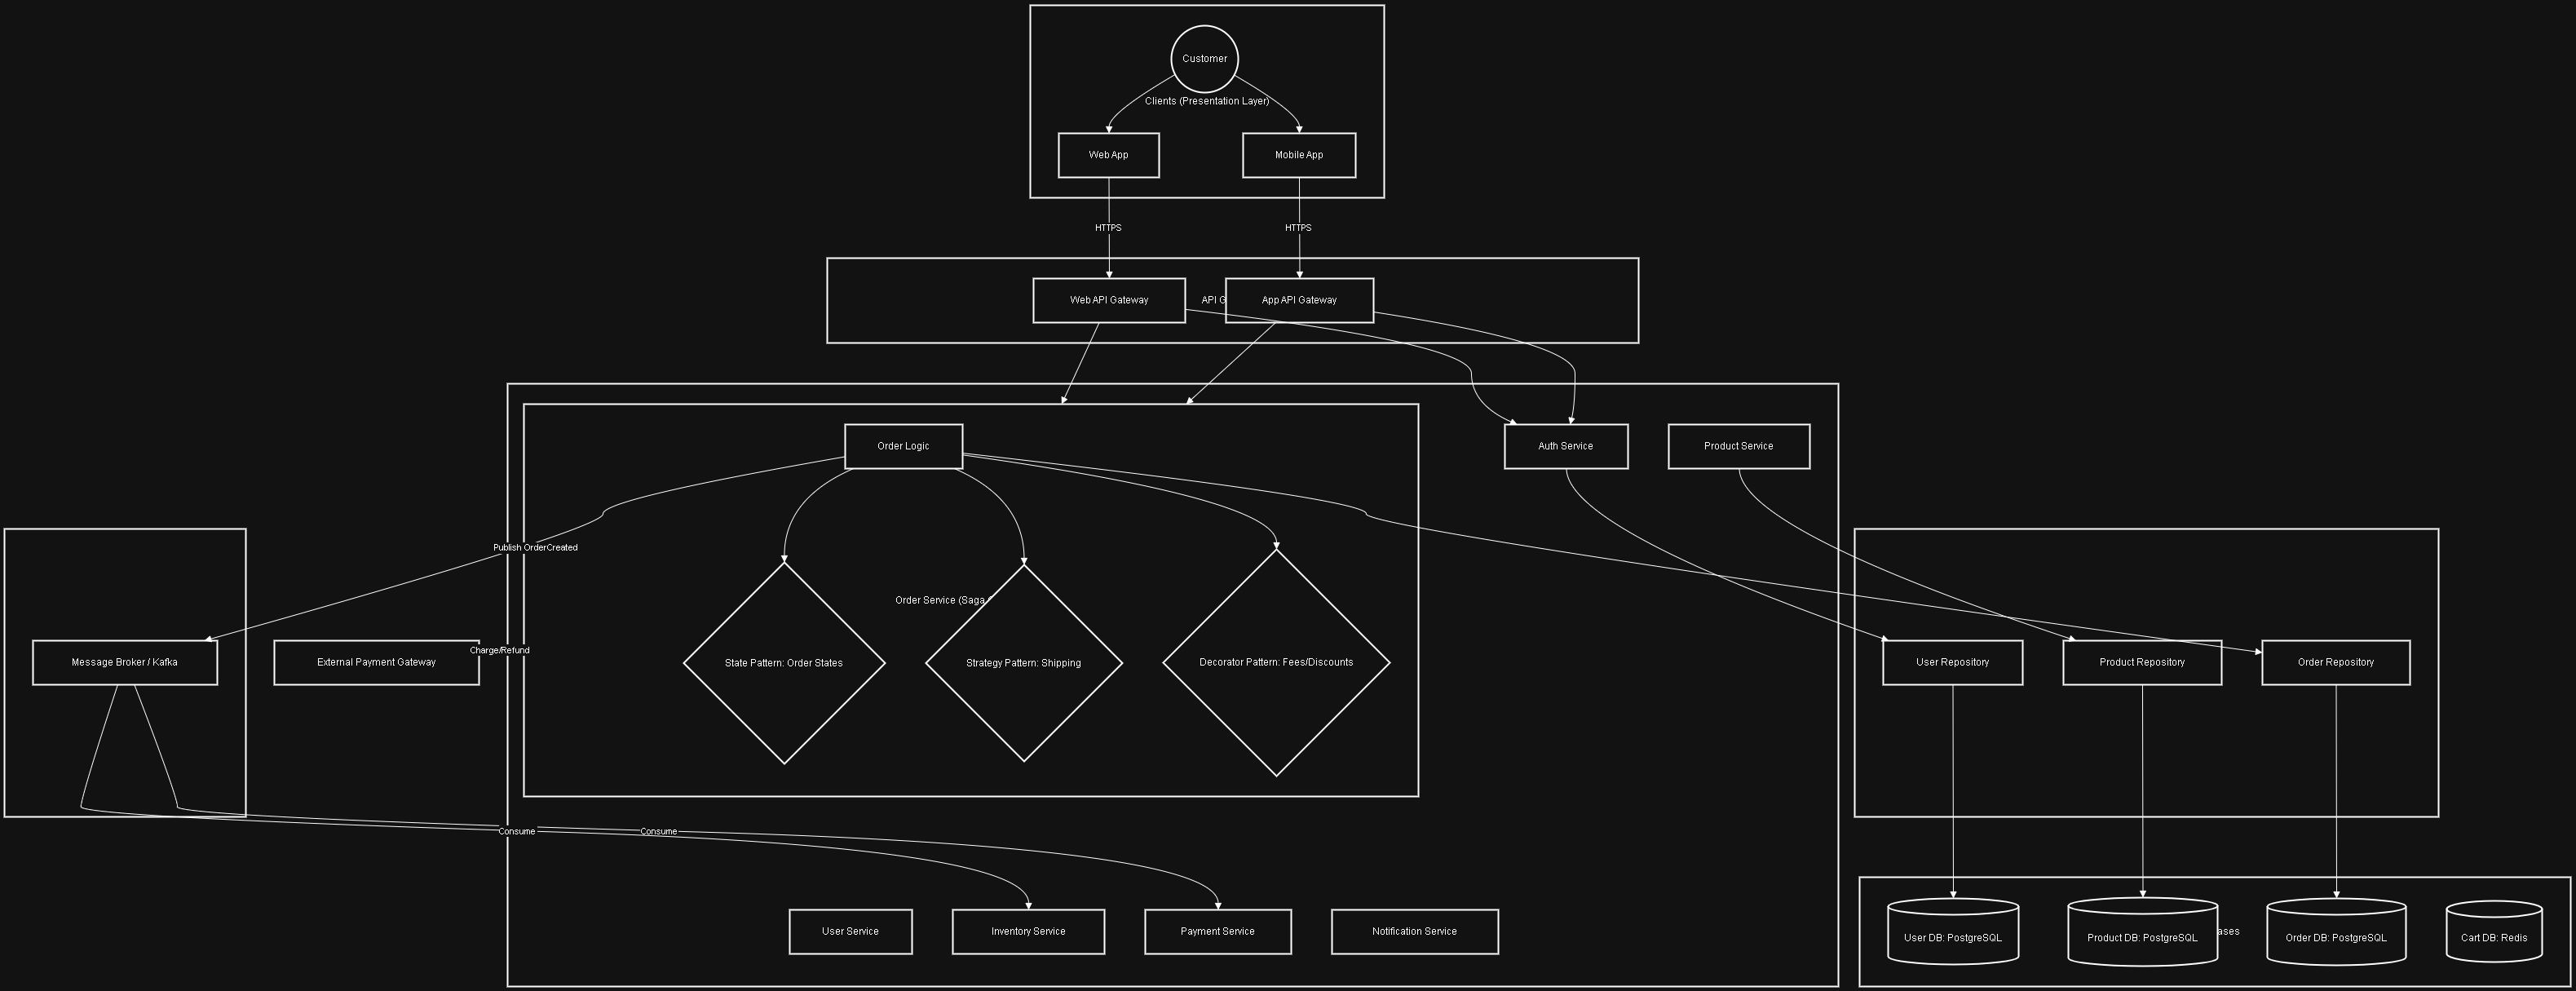 Customer
Clients (Presentation Layer)
Web App
Mobile App
HTTPS
HTTPS
Web API Gateway
API G
App API Gateway
Order Logic
Auth Service
Product Service
Publish OrderCreated
Order Service (Saga
Charge/Refund
Message Broker / Kafka
External Payment Gateway
State Pattern: Order States
Strategy Pattern: Shipping
Decorator Pattern: Fees/Discounts
User Repository
Product Repository
Order Repository
Consume
Consume
User Service
Inventory Service
Payment Service
Notification Service
User DB: PostgreSQL
Product DB: PostgreSQL
ases
Order DB: PostgreSQL
Cart DB: Redis